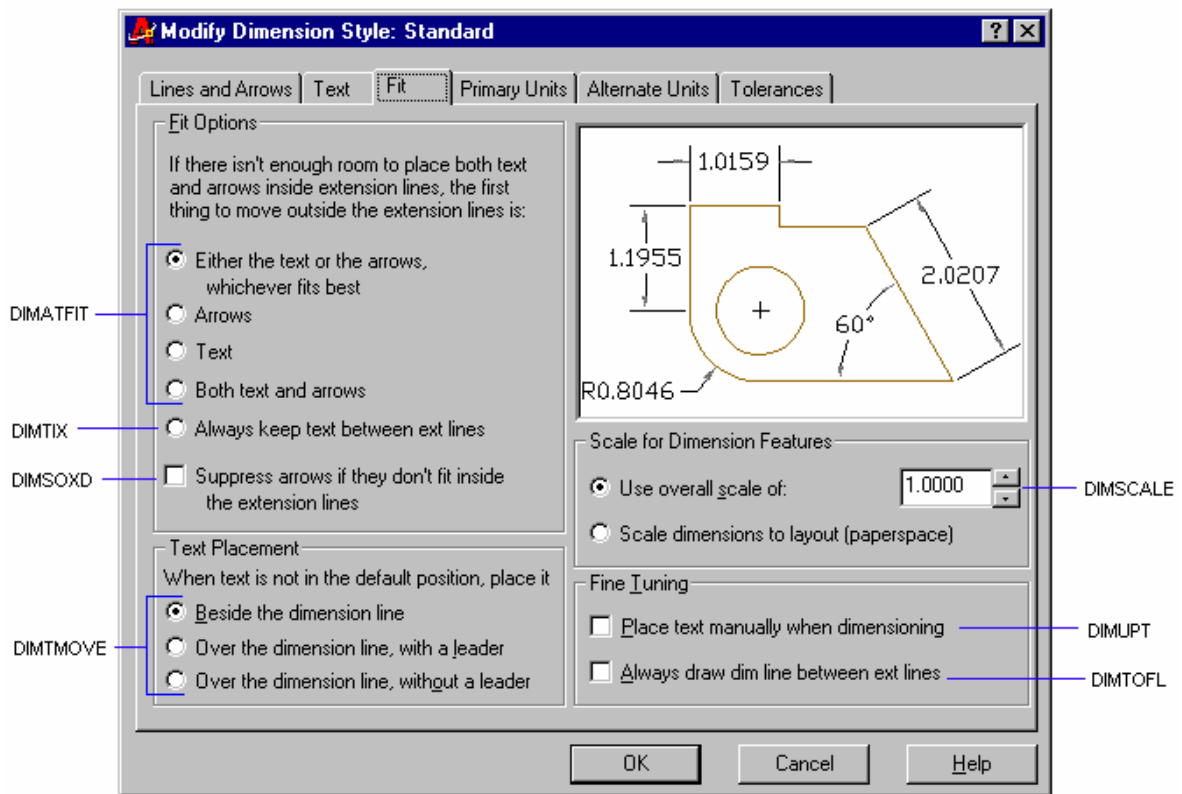 Modify Dimension Style: Standard
Lines and Arrows
Text
Fit
Primary Units
Alternate Units
Tolerances
Fit Options
If there isn't enough room to place both text
and arrows inside extension lines, the first
thing to move outside the extension lines is:
DIMATFIT
Either the text or the arrows,
whichever fits best
Arrows
Text
Both text and arrows
DIMTIX
Always keep text between ext lines
DIMSOXD
Suppress arrows if they don't fit inside
the extension lines
Text Placement
When text is not in the default position, place it
DIMTMOVE
Beside the dimension line
Over the dimension line, with a leader
Over the dimension line, without a leader
1.0159
1.1955
2.0207
60°
R0.8046
Scale for Dimension Features
Use overall scale of:
1.0000
DIMSCALE
Scale dimensions to layout (paperspace)
Fine Tuning
Place text manually when dimensioning
DIMUPT
Always draw dim line between ext lines
DIMTOFL
OK
Cancel
Help